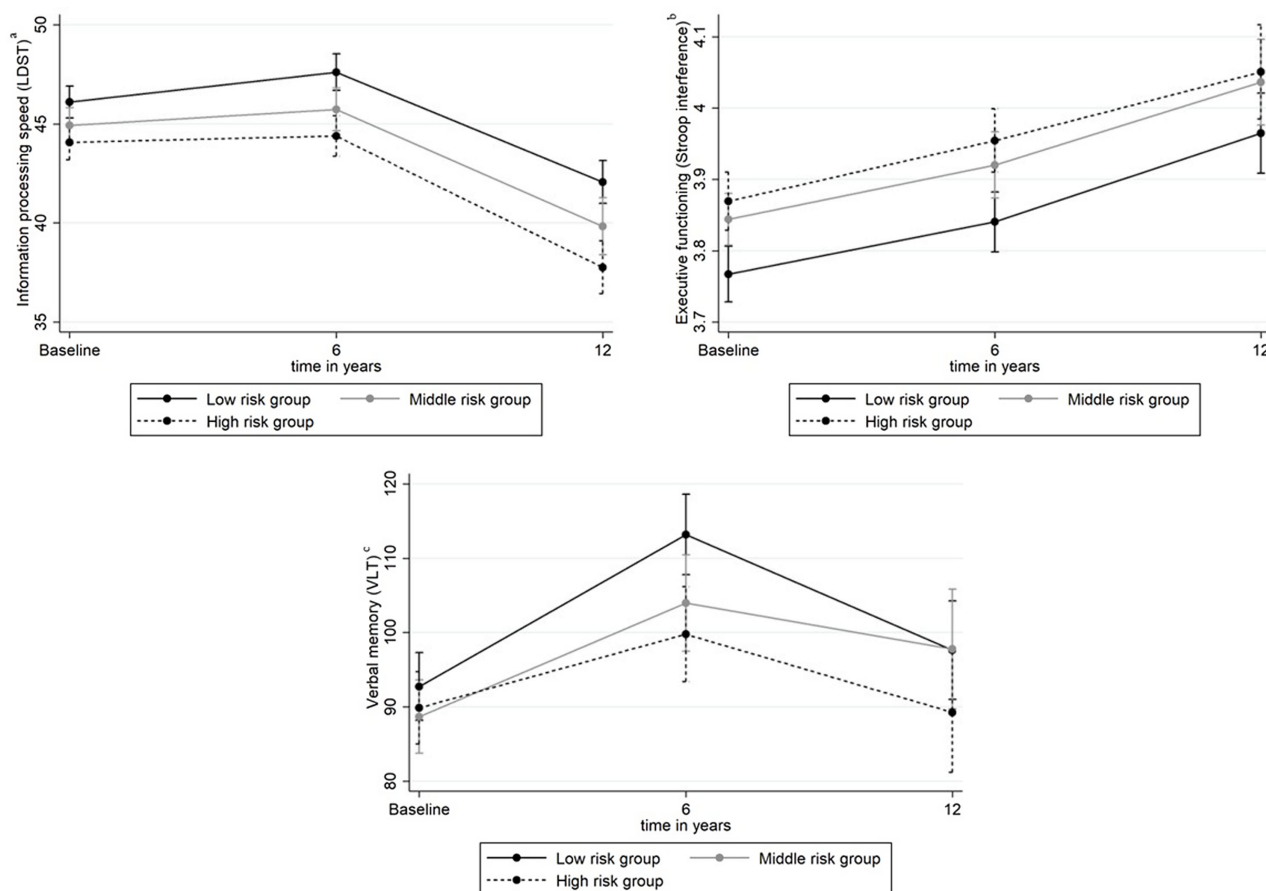 Information processing speed (LDST) a
50
45
40
35
Baseline
6
12
time in years
Low risk group
Middle risk group
High risk group
Executive functioning (Stroop interference) b
4.1
4
3.9
3.8
3.7
Baseline
6
12
time in years
Low risk group
Middle risk group
High risk group
Verbal memory (VLT) c
120
110
100
90
80
Baseline
6
12
time in years
Low risk group
Middle risk group
High risk group